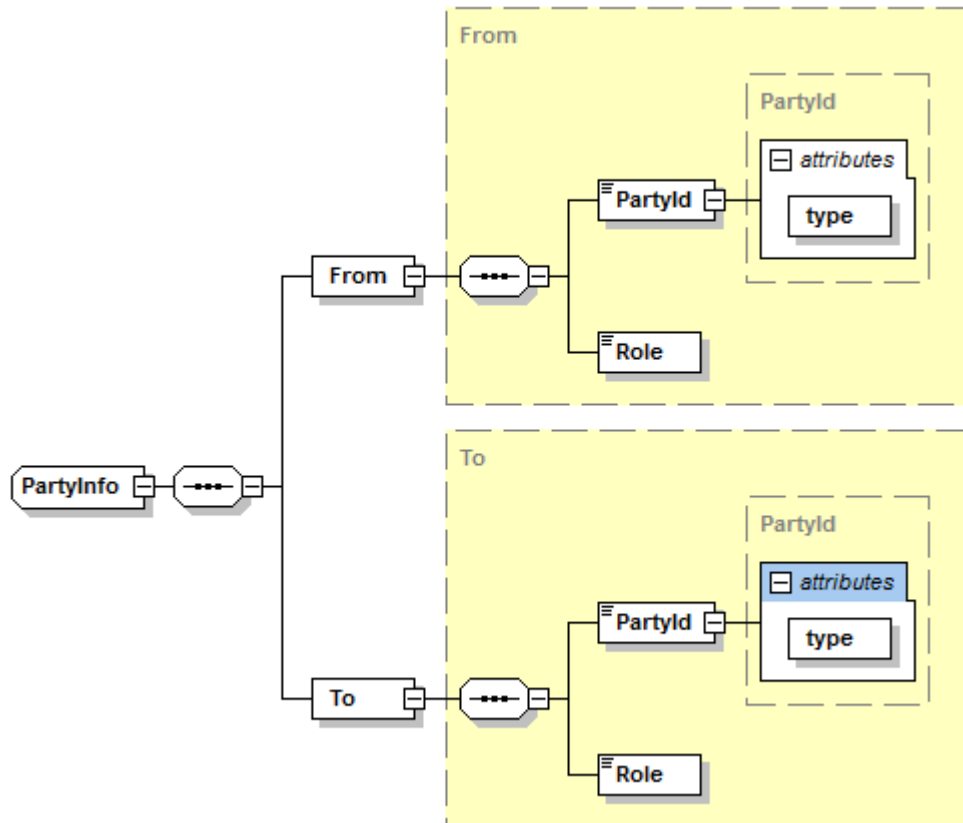 From
PartyId
attributes
PartyId
type
From
Role
To
PartyInfo
PartyId
attributes
PartyId
type
To
Role